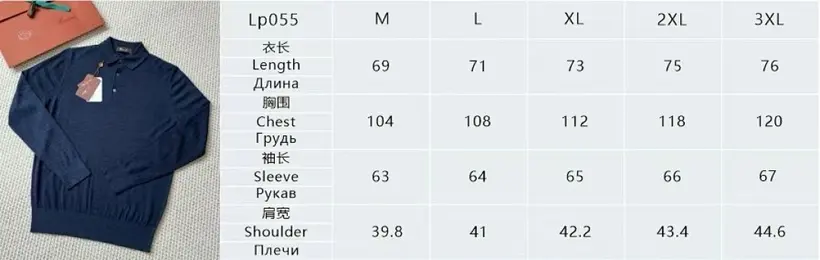 Lp055 M L XL 2XL 3XL
衣长
Length 69 71 73 75 76
Длина
胸围
Chest 104 108 112 118 120
Грудь
袖长
Sleeve 63 64 65 66 67
Рукав
肩宽
Shoulder 39.8 41 42.2 43.4 44.6
Плечи